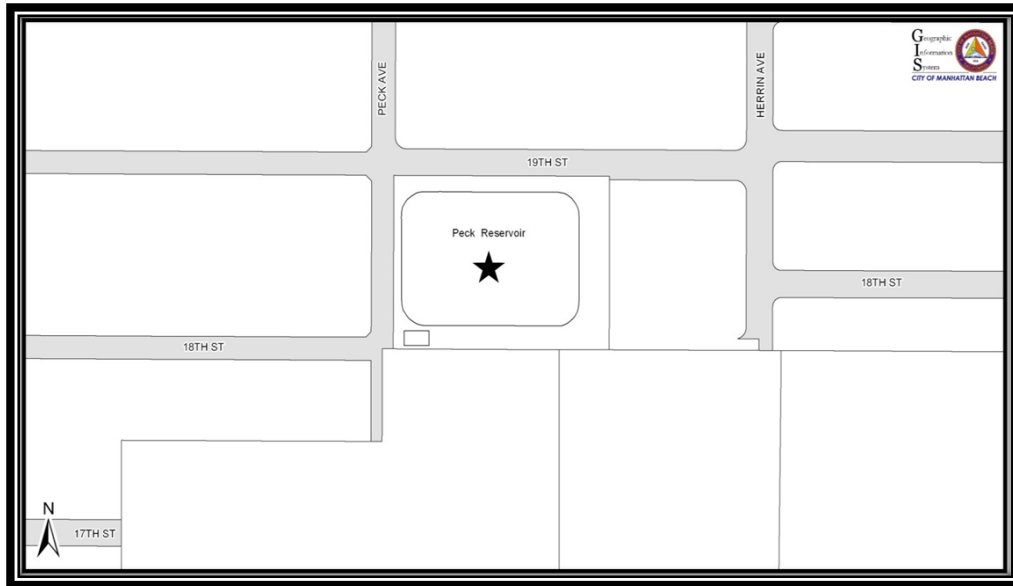 Geographic
Information
System
CITY OF MANHATTAN BEACH
PECK AVE
HERRIN AVE
19TH ST
Peck Reservoir
18TH ST
18TH ST
N
17TH ST